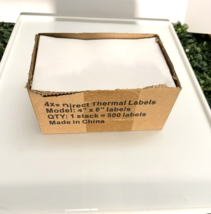 4x6 Direct Thermal Labels
Model: 4" x 6" labels
QTY: 1 stack = 500 labels
Made in China